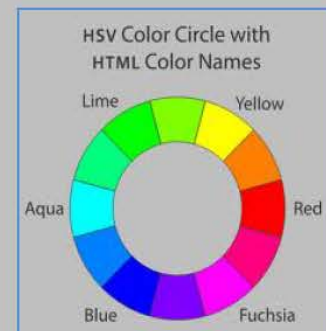 HSV Color Circle with
HTML Color Names
Lime
Yellow
Aqua
Red
Blue
Fuchsia